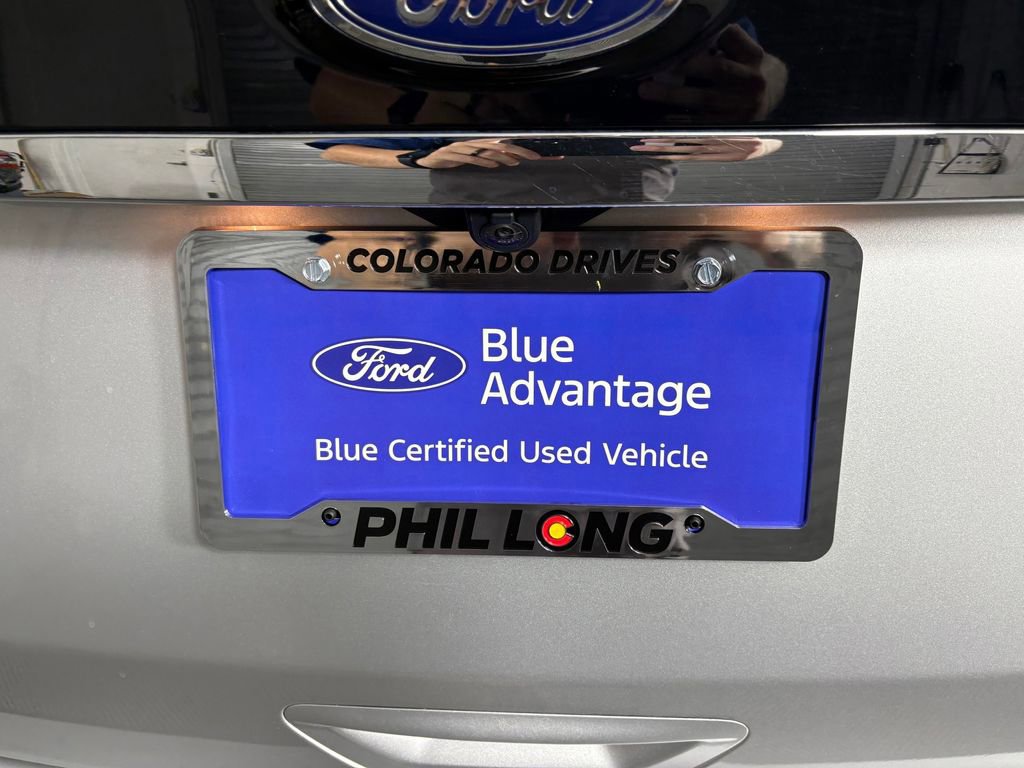 Ford
COLORADO DRIVES
Ford
Blue
Advantage
Blue Certified Used Vehicle
PHIL LONG